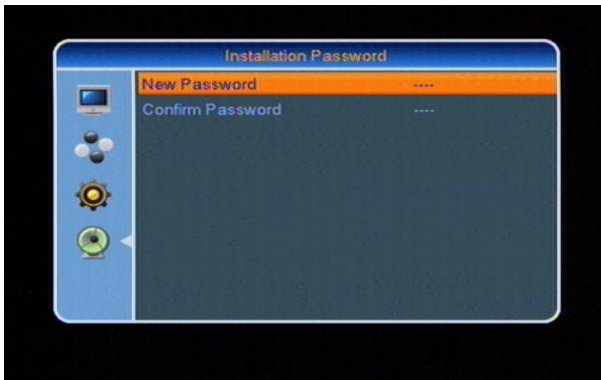 Installation Password
New Password ----
Confirm Password ----